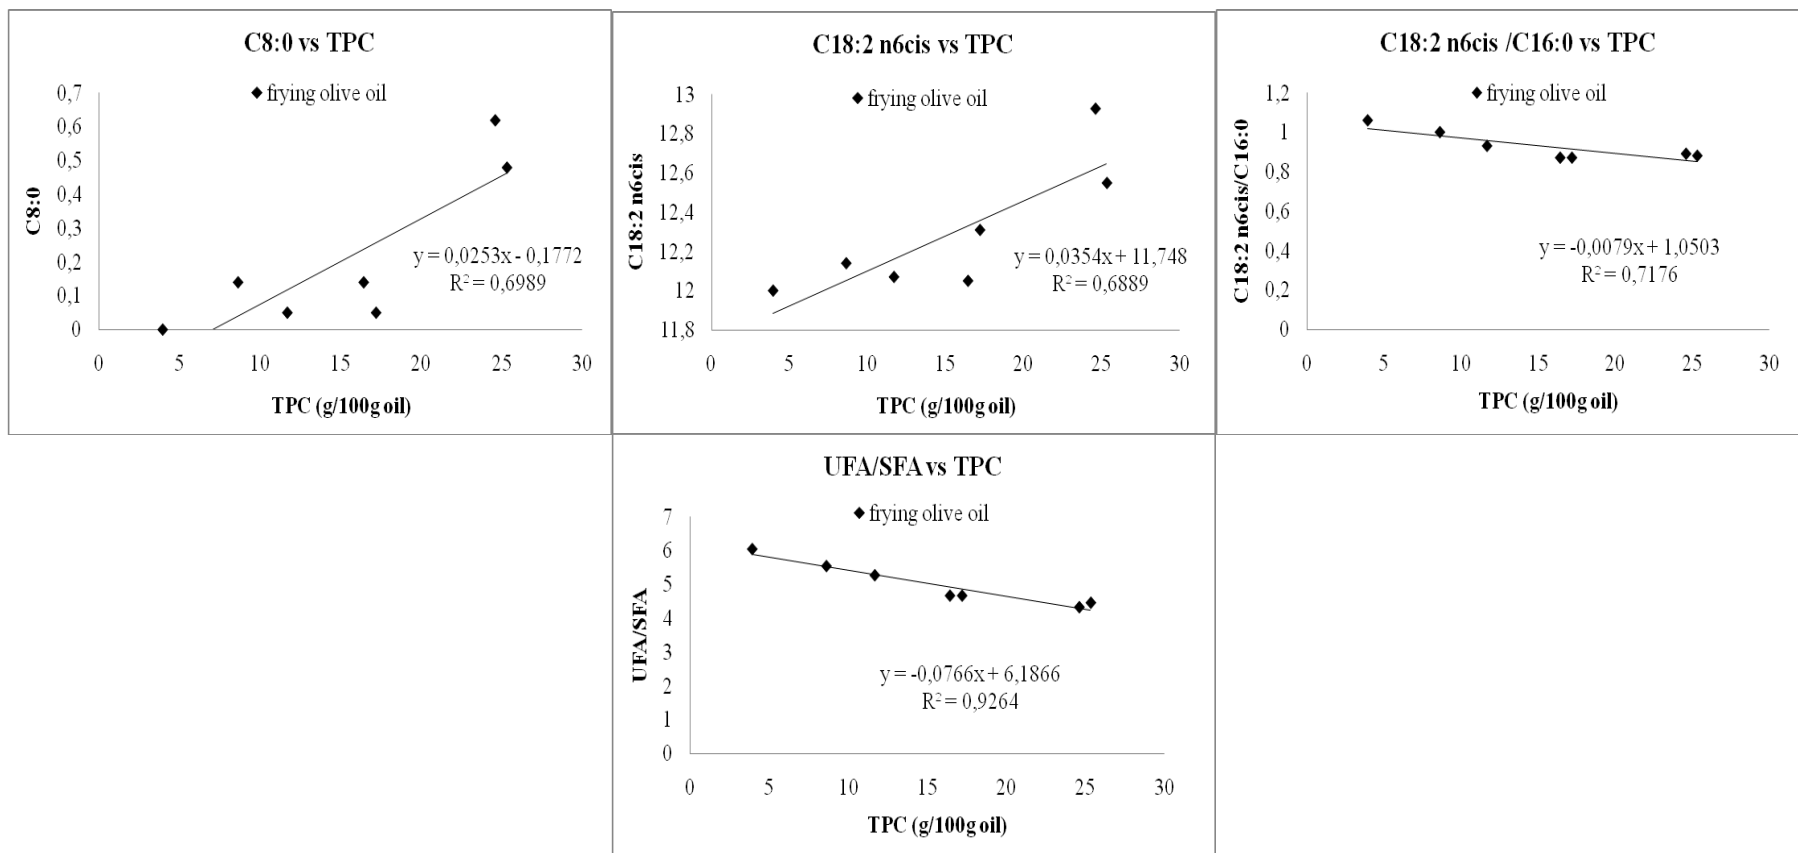 C8:0 vs TPC
frying olive oil
0,7
0,6
0,5
0,4
0,3
0,2
0,1
0
C8:0
y = 0,0253x - 0,1772
R² = 0,6989
0 5 10 15 20 25 30
TPC (g/100g oil)
C18:2 n6cis vs TPC
frying olive oil
13
12,8
12,6
12,4
12,2
12
11,8
C18:2 n6cis
y = 0,0354x + 11,748
R² = 0,6889
0 5 10 15 20 25 30
TPC (g/100g oil)
C18:2 n6cis /C16:0 vs TPC
frying olive oil
1,2
1
0,8
0,6
0,4
0,2
0
C18:2 n6cis/C16:0
y = -0,0079x + 1,0503
R² = 0,7176
0 5 10 15 20 25 30
TPC (g/100g oil)
UFA/SFA vs TPC
frying olive oil
7
6
5
4
3
2
1
0
UFA/SFA
y = -0,0766x + 6,1866
R² = 0,9264
0 5 10 15 20 25 30
TPC (g/100g oil)